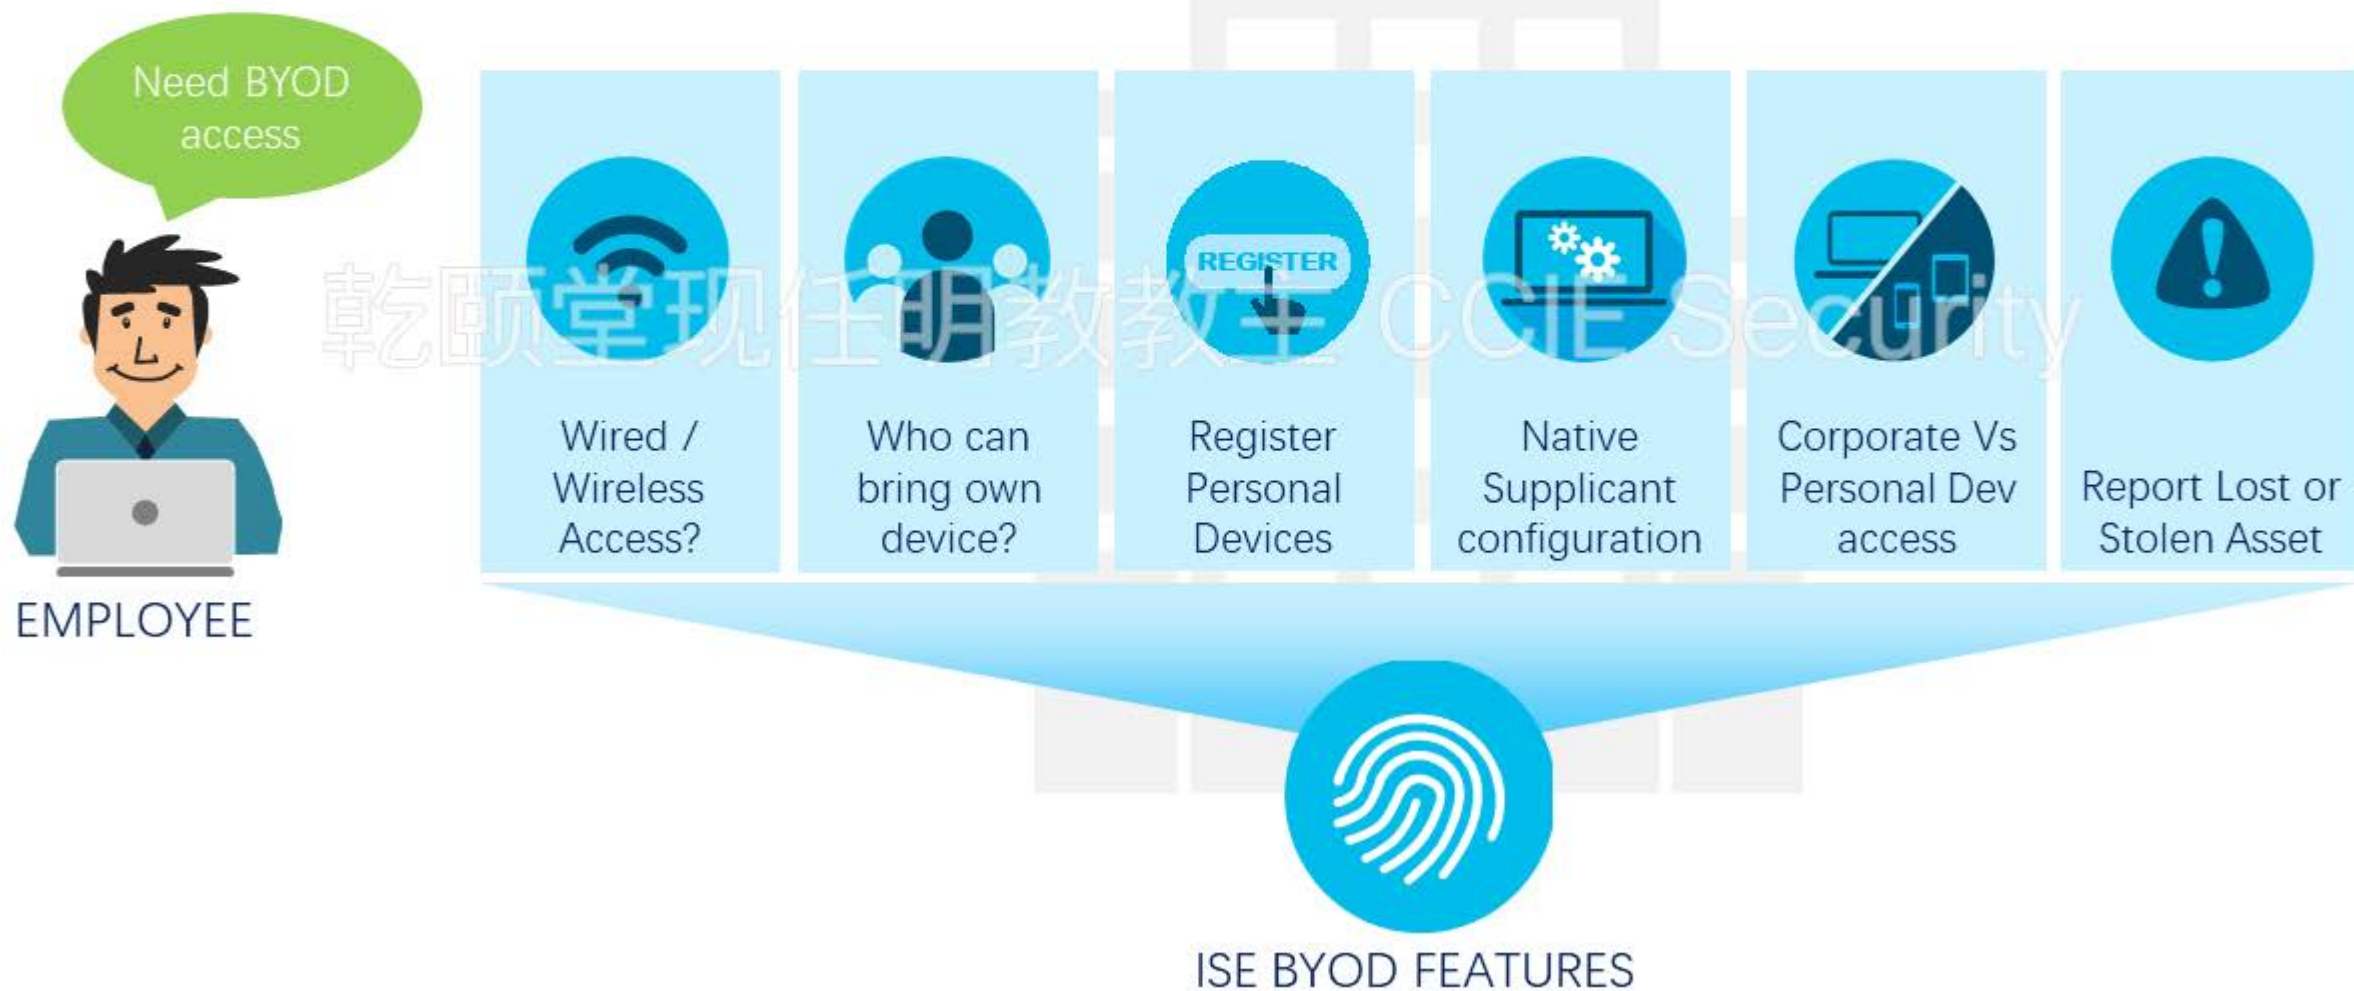 Need BYOD
access
EMPLOYEE
Wired /
Wireless
Access?
Who can
bring own
device?
REGISTER
Register
Personal
Devices
Native
Supplicant
configuration
Corporate Vs
Personal Dev
access
Report Lost or
Stolen Asset
乾颐堂现任明教教主 CCIE Security
ISE BYOD FEATURES